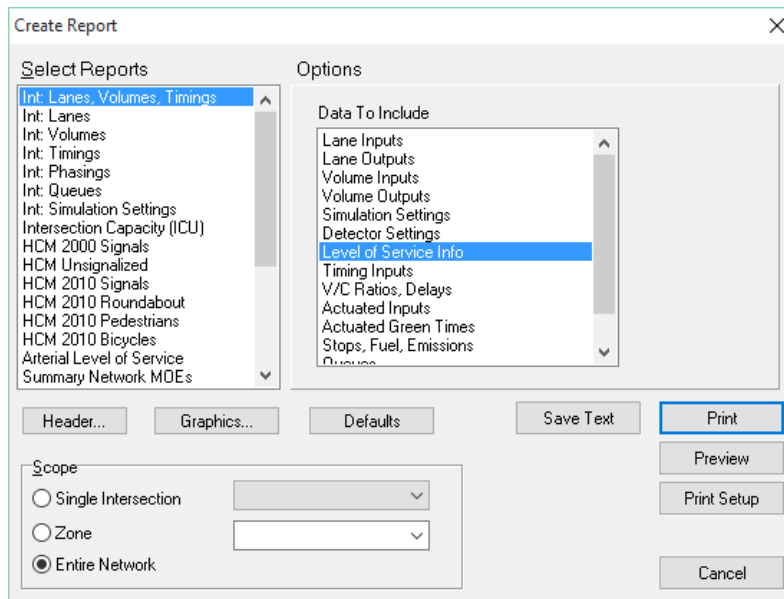 Create Report
Select Reports
Int: Lanes, Volumes, Timings
Int: Lanes
Int: Volumes
Int: Timings
Int: Phasings
Int: Queues
Int: Simulation Settings
Intersection Capacity (ICU)
HCM 2000 Signals
HCM Unsignalized
HCM 2010 Signals
HCM 2010 Roundabout
HCM 2010 Pedestrians
HCM 2010 Bicycles
Arterial Level of Service
Summary Network MOEs
Options
Data To Include
Lane Inputs
Lane Outputs
Volume Inputs
Volume Outputs
Simulation Settings
Detector Settings
Level of Service Info
Timing Inputs
V/C Ratios, Delays
Actuated Inputs
Actuated Green Times
Stops, Fuel, Emissions
Queues
Header...
Graphics...
Defaults
Save Text
Print
Preview
Print Setup
Cancel
Scope
Single Intersection
Zone
Entire Network